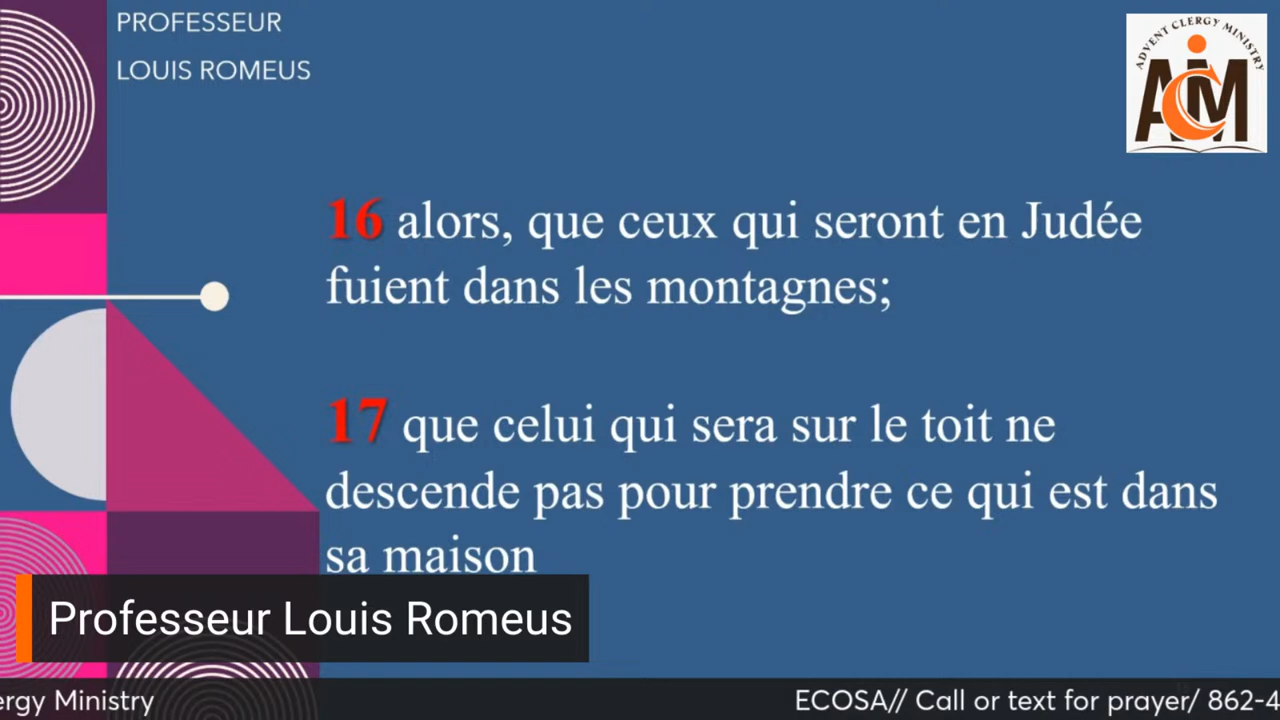 PROFESSEUR
LOUIS ROMEUS
ADVENT CLERGY MINISTRY
ACiM
16 alors, que ceux qui seront en Judée
fuient dans les montagnes;
17 que celui qui sera sur le toit ne
descende pas pour prendre ce qui est dans
sa maison
Professeur Louis Romeus
ergy Ministry
ECOSA// Call or text for prayer/ 862-4